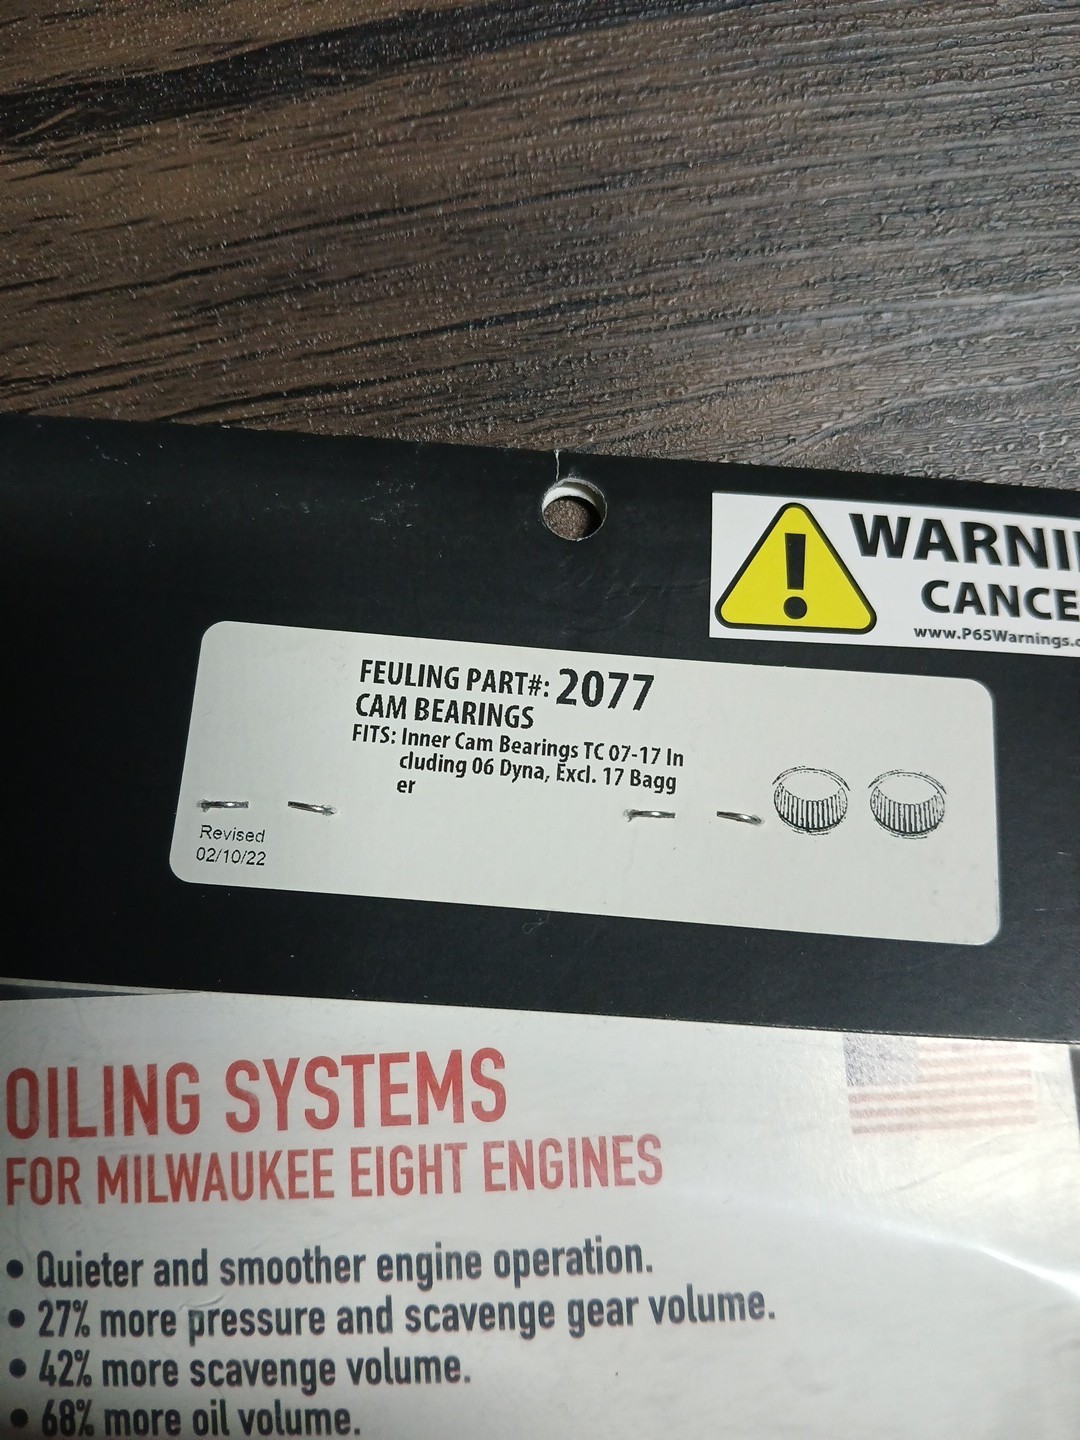 WARNI
CANCE
www.P65Warnings.
FEULING PART#: 2077
CAM BEARINGS
FITS: Inner Cam Bearings TC 07-17 In
cluding 06 Dyna, Excl. 17 Bagg
er
Revised
02/10/22
OILING SYSTEMS
FOR MILWAUKEE EIGHT ENGINES
• Quieter and smoother engine operation.
• 27% more pressure and scavenge gear volume.
• 42% more scavenge volume.
• 68% more oil volume.